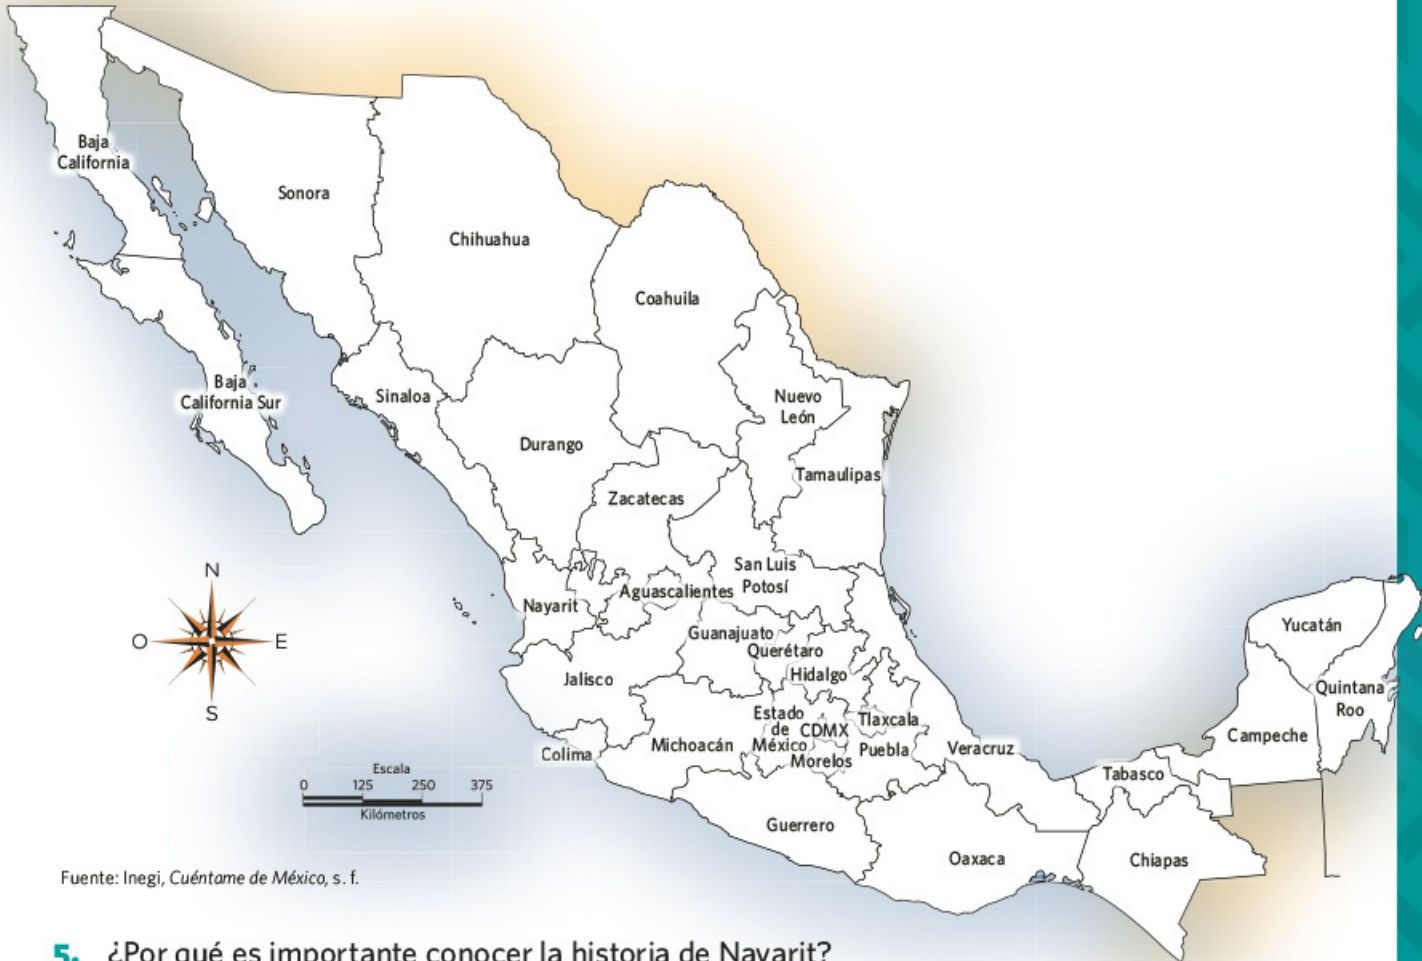 Baja
California
Sonora
Chihuahua
Coahuila
Baja
California Sur
Sinaloa
Nuevo
León
Durango
Tamaulipas
Zacatecas
San Luis
Potosí
Aguascalientes
Nayarit
Guanajuato
Querétaro
Hidalgo
Jalisco
Yucatán
Quintana
Roo
Campeche
Estado
de
México
CDMX
Tlaxcala
Morelos
Puebla
Veracruz
Michoacán
Colima
Tabasco
Guerrero
Oaxaca
Chiapas
N
O
E
S
Escala
0 125 250 375
Kilómetros
Fuente: Inegi, Cuéntame de México, s. f.
5. ¿Por qué es importante conocer la historia de Nayarit?